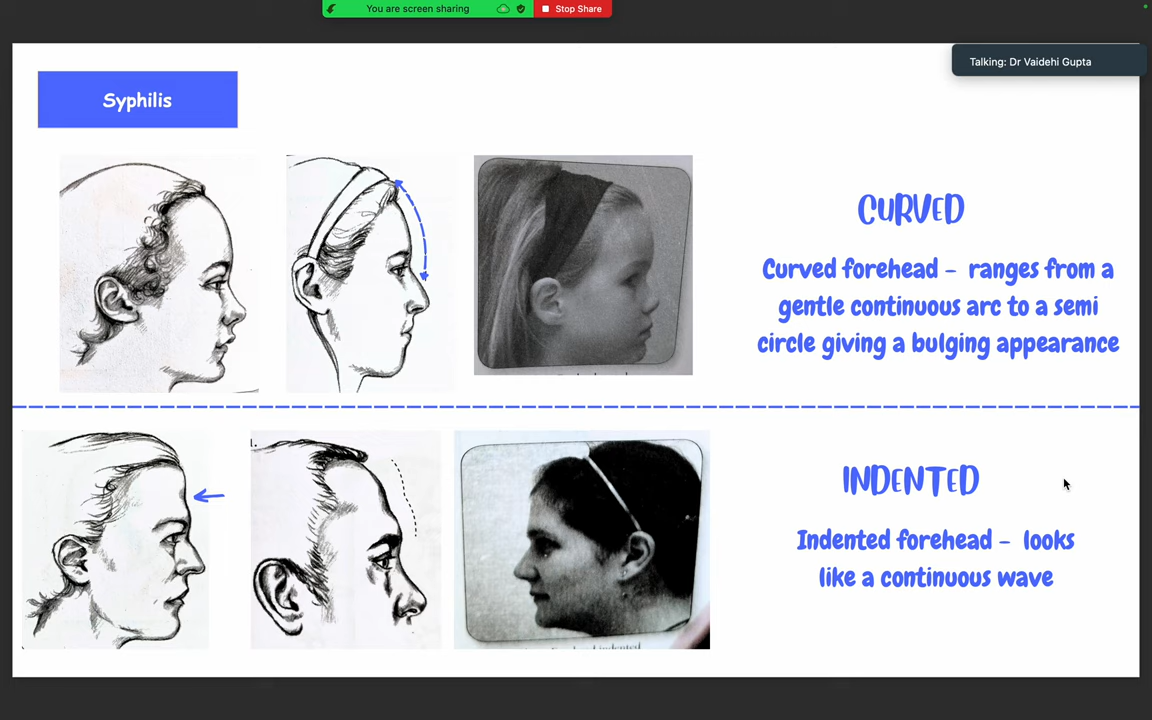 You are screen sharing
Stop Share
Talking: Dr Vaidehi Gupta
Syphilis
CURVED
Curved forehead - ranges from a
gentle continuous arc to a semi
circle giving a bulging appearance
1.
INDENTED
Indented forehead - looks
like a continuous wave